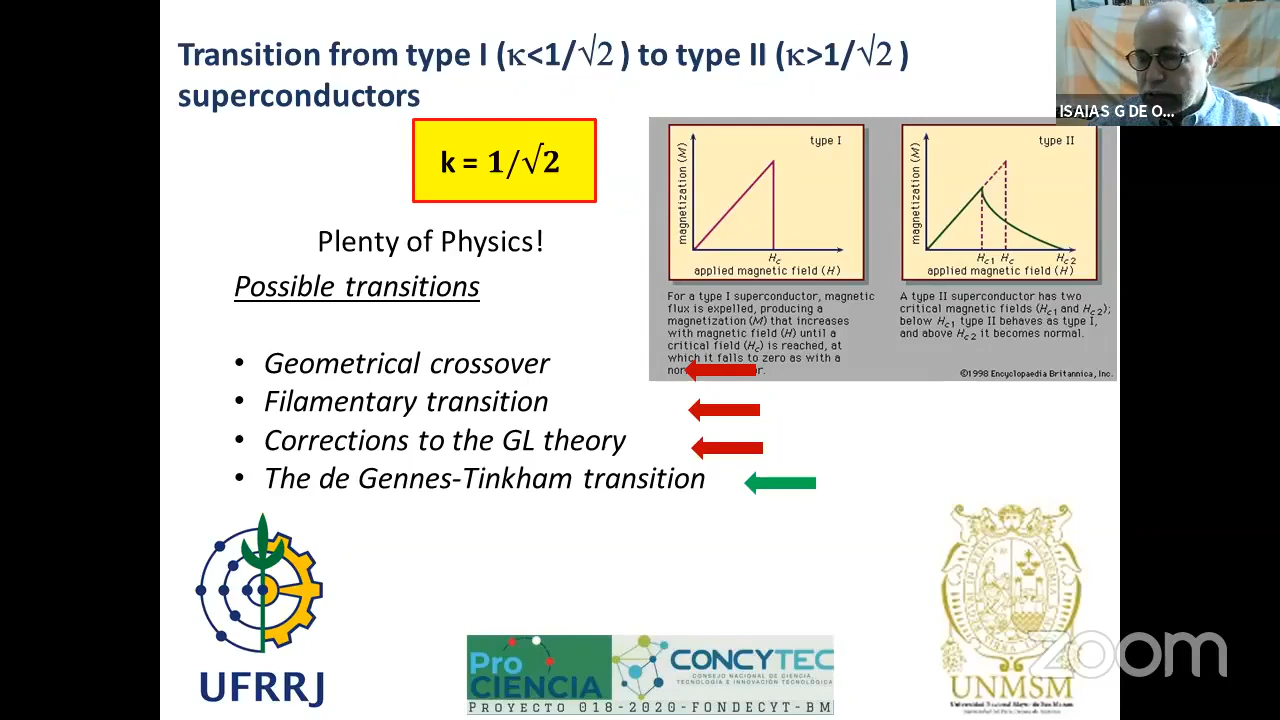 Transition from type I (κ<1/√2 ) to type II (κ>1/√2 )
superconductors
k = 1/√2
Plenty of Physics!
Possible transitions
• Geometrical crossover
• Filamentary transition
• Corrections to the GL theory
• The de Gennes-Tinkham transition
ISAIAS G DE O...
type I
magnetization (M)
Hc
applied magnetic field (H)
For a type I superconductor, magnetic
flux is expelled, producing a
magnetization (M) that increases
with magnetic field (H) until a
critical field (Hc) is reached, at
which it falls to zero as with a
type II
magnetization (M)
Hc1 Hc Hc2
applied magnetic field (H)
A type II superconductor has two
critical magnetic fields (Hc1 and Hc2);
below Hc1 type II behaves as type I,
and above Hc2 it becomes normal.
©1998 Encyclopaedia Britannica, Inc.
UFRRJ
Pro
CIENCIA
CONCYTEC
CONSEJO NACIONAL DE CIENCIA,
TECNOLOGÍA E INNOVACIÓN TECNOLÓGICA
PROYECTO 018-2020-FONDECYT-BM
UNMSM
zoom